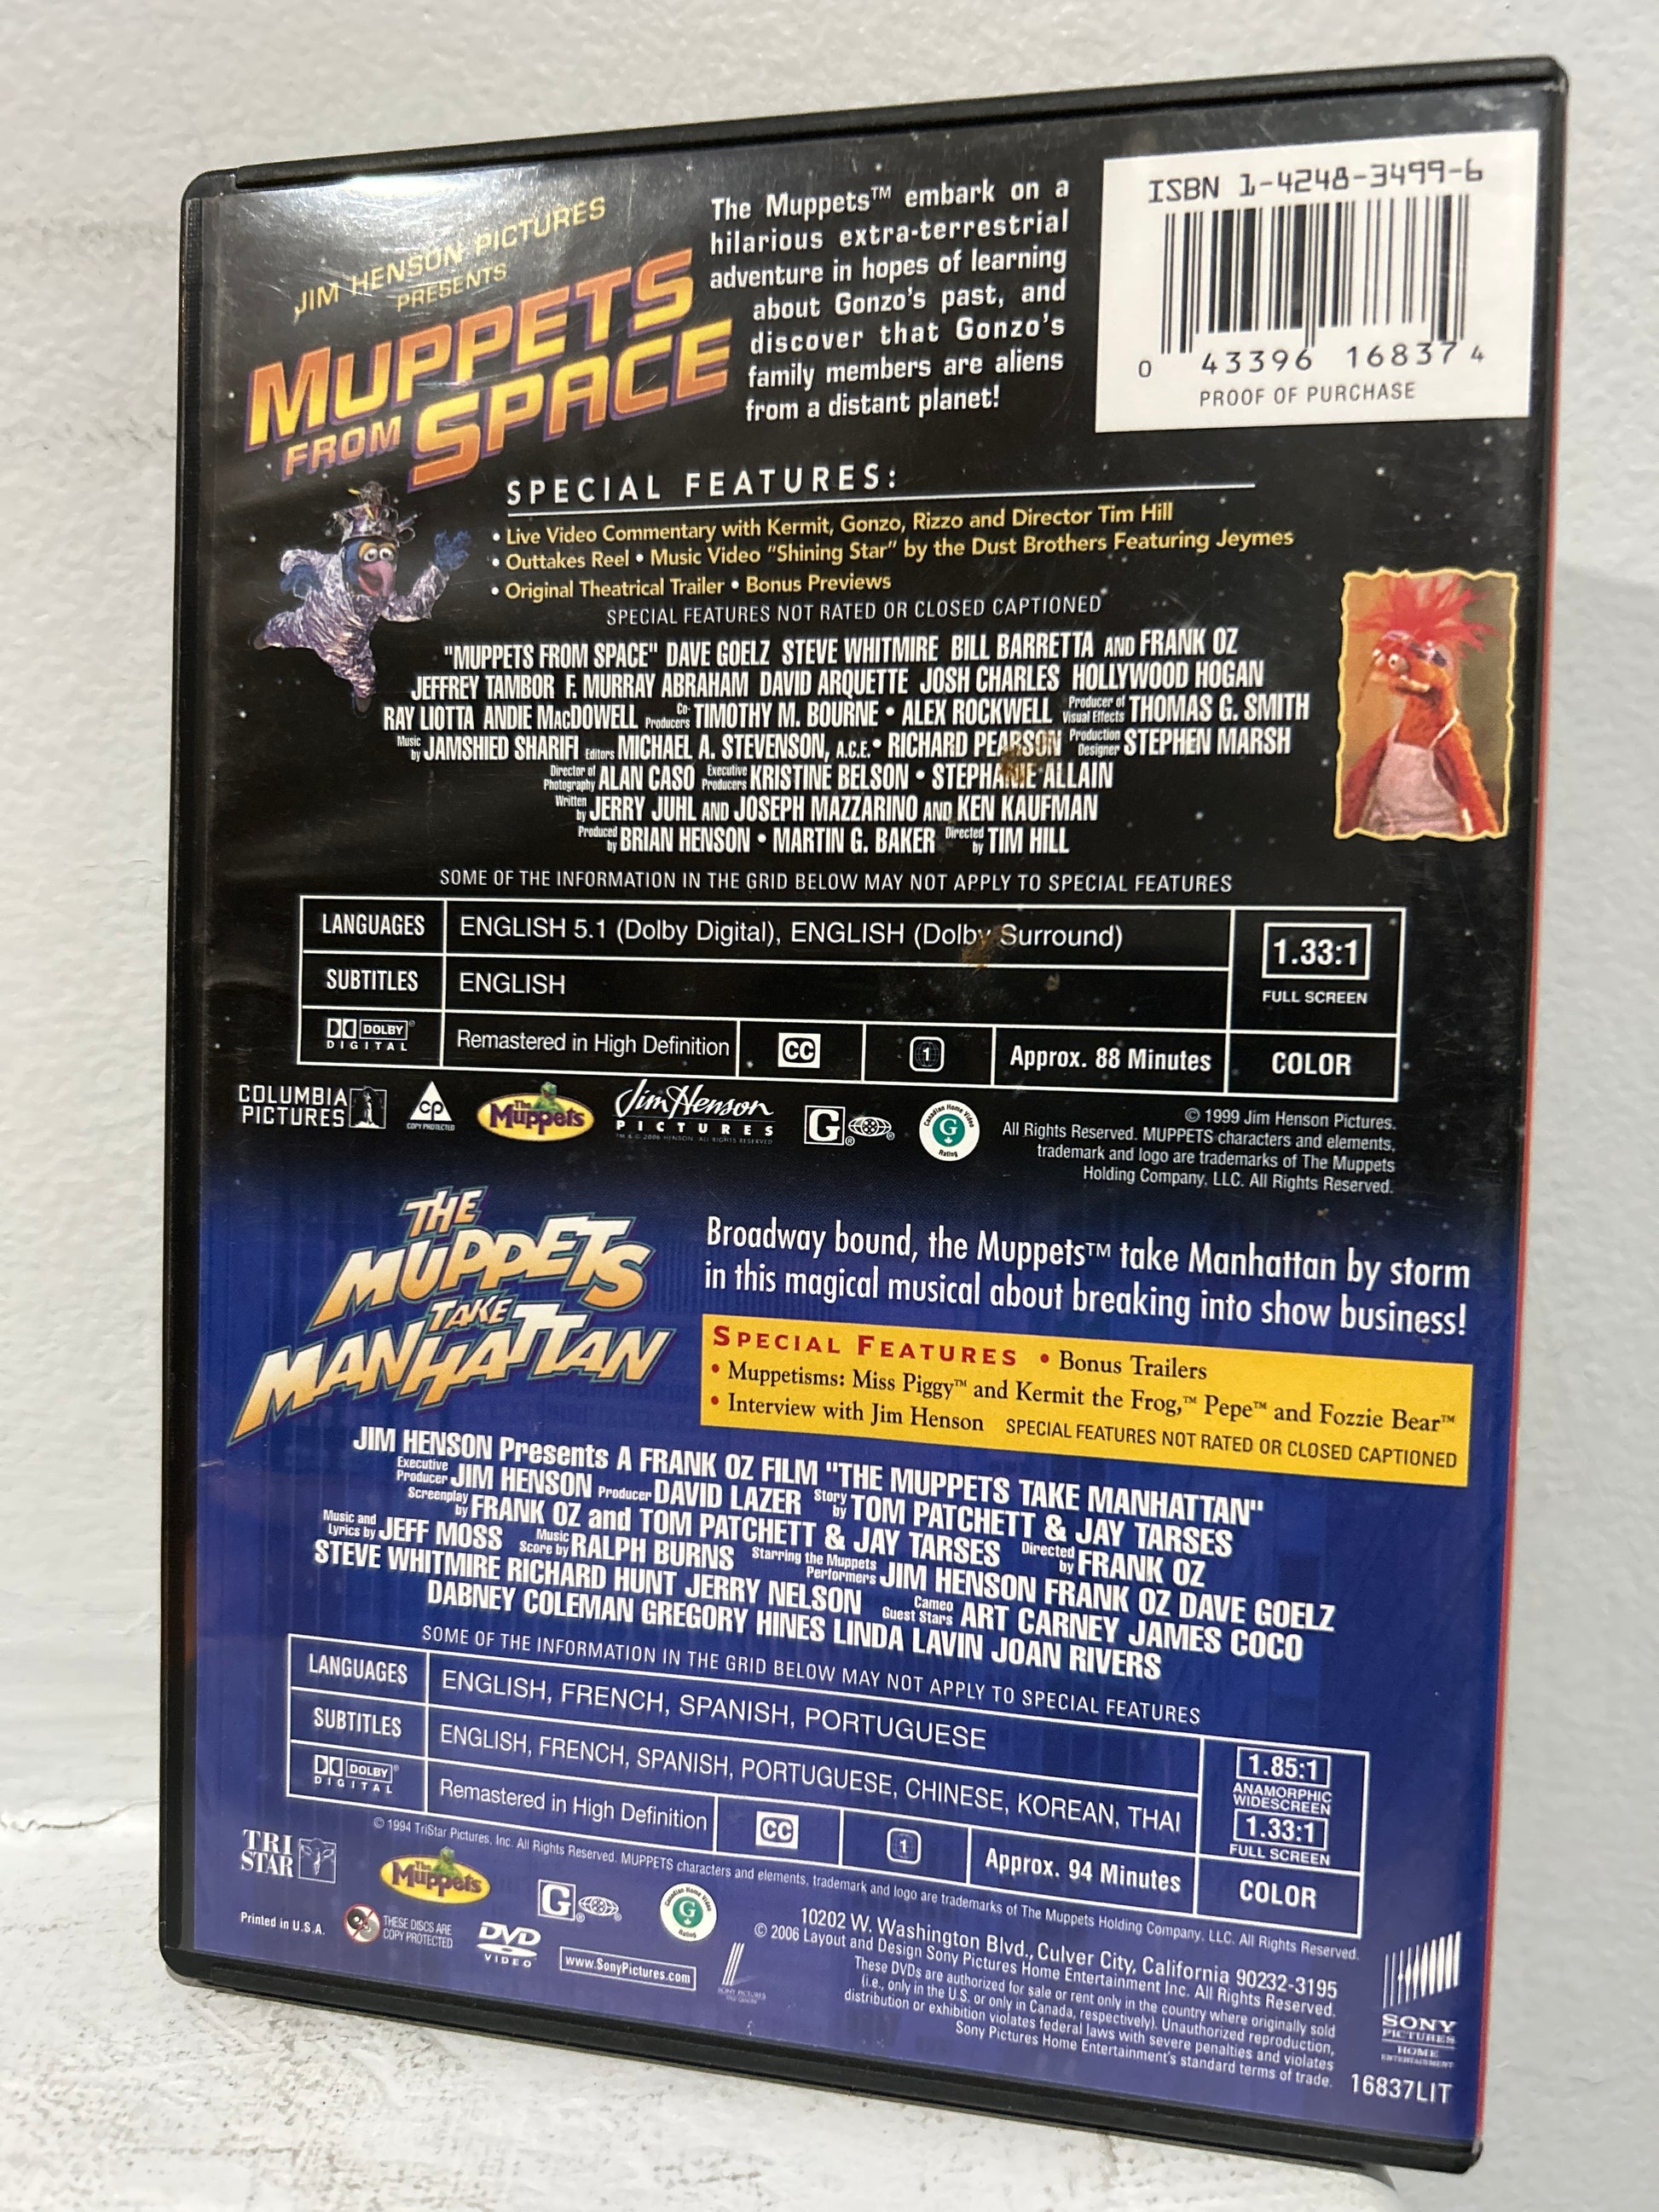 JIM HENSON PICTURES
PRESENTS
MUPPETS
FROM SPACE
The Muppets™ embark on a
hilarious extra-terrestrial
adventure in hopes of learning
about Gonzo's past, and
discover that Gonzo's
family members are aliens
from a distant planet!
ISBN 1-4248-3499-6
0 43396 16837 4
PROOF OF PURCHASE
SPECIAL FEATURES:
• Live Video Commentary with Kermit, Gonzo, Rizzo and Director Tim Hill
• Outtakes Reel • Music Video "Shining Star" by the Dust Brothers Featuring Jeymes
• Original Theatrical Trailer • Bonus Previews
SPECIAL FEATURES NOT RATED OR CLOSED CAPTIONED
"MUPPETS FROM SPACE" DAVE GOELZ STEVE WHITMIRE BILL BARRETTA AND FRANK OZ
JEFFREY TAMBOR F. MURRAY ABRAHAM DAVID ARQUETTE JOSH CHARLES HOLLYWOOD HOGAN
RAY LIOTTA ANDIE MACDOWELL Co-Producers TIMOTHY M. BOURNE • ALEX ROCKWELL Producer of Visual Effects THOMAS G. SMITH
Music by JAMSHIED SHARIFI Editors MICHAEL A. STEVENSON, A.C.E. • RICHARD PEARSON Production Designer STEPHEN MARSH
Director of Photography ALAN CASO Executive Producers KRISTINE BELSON • STEPHANIE ALLAIN
Written by JERRY JUHL AND JOSEPH MAZZARINO AND KEN KAUFMAN
Produced by BRIAN HENSON • MARTIN G. BAKER Directed by TIM HILL
SOME OF THE INFORMATION IN THE GRID BELOW MAY NOT APPLY TO SPECIAL FEATURES
LANGUAGES ENGLISH 5.1 (Dolby Digital), ENGLISH (Dolby Surround)
1.33:1
FULL SCREEN
SUBTITLES ENGLISH
DOLBY DIGITAL Remastered in High Definition CC 1 Approx. 88 Minutes COLOR
COLUMBIA PICTURES
CP COPY PROTECTED
The Muppets
Jim Henson PICTURES
TM & © 2006 HENSON. ALL RIGHTS RESERVED
G®
Canadian Home Video G Rating
© 1999 Jim Henson Pictures.
All Rights Reserved. MUPPETS characters and elements,
trademark and logo are trademarks of The Muppets
Holding Company, LLC. All Rights Reserved.
THE
MUPPETS
TAKE
MANHATTAN
Broadway bound, the Muppets™ take Manhattan by storm
in this magical musical about breaking into show business!
SPECIAL FEATURES • Bonus Trailers
• Muppetisms: Miss Piggy™ and Kermit the Frog,™ Pepe™ and Fozzie Bear™
• Interview with Jim Henson SPECIAL FEATURES NOT RATED OR CLOSED CAPTIONED
JIM HENSON Presents A FRANK OZ FILM "THE MUPPETS TAKE MANHATTAN"
Executive Producer JIM HENSON Producer DAVID LAZER Story by TOM PATCHETT & JAY TARSES
Screenplay by FRANK OZ and TOM PATCHETT & JAY TARSES Directed by FRANK OZ
Music and Lyrics by JEFF MOSS Music Score by RALPH BURNS Starring the Muppets Performers JIM HENSON FRANK OZ DAVE GOELZ
STEVE WHITMIRE RICHARD HUNT JERRY NELSON Cameo Guest Stars ART CARNEY JAMES COCO
DABNEY COLEMAN GREGORY HINES LINDA LAVIN JOAN RIVERS
SOME OF THE INFORMATION IN THE GRID BELOW MAY NOT APPLY TO SPECIAL FEATURES
LANGUAGES ENGLISH, FRENCH, SPANISH, PORTUGUESE
SUBTITLES ENGLISH, FRENCH, SPANISH, PORTUGUESE, CHINESE, KOREAN, THAI
1.85:1
ANAMORPHIC
WIDESCREEN
1.33:1
FULL SCREEN
DOLBY DIGITAL Remastered in High Definition CC 1 Approx. 94 Minutes COLOR
© 1994 TriStar Pictures, Inc. All Rights Reserved. MUPPETS characters and elements, trademark and logo are trademarks of The Muppets Holding Company, LLC. All Rights Reserved.
TRI STAR
The Muppets
G®
Canadian Home Video G Rating
10202 W. Washington Blvd., Culver City, California 90232-3195
© 2006 Layout and Design Sony Pictures Home Entertainment Inc. All Rights Reserved.
These DVDs are authorized for sale or rent only in the country where originally sold
(i.e., only in the U.S. or only in Canada, respectively). Unauthorized reproduction,
distribution or exhibition violates federal laws with severe penalties and violates
Sony Pictures Home Entertainment's standard terms of trade.
Printed in U.S.A.
THESE DISCS ARE
COPY PROTECTED
DVD
VIDEO
www.SonyPictures.com
SONY
PICTURES
HOME
ENTERTAINMENT
16837LIT